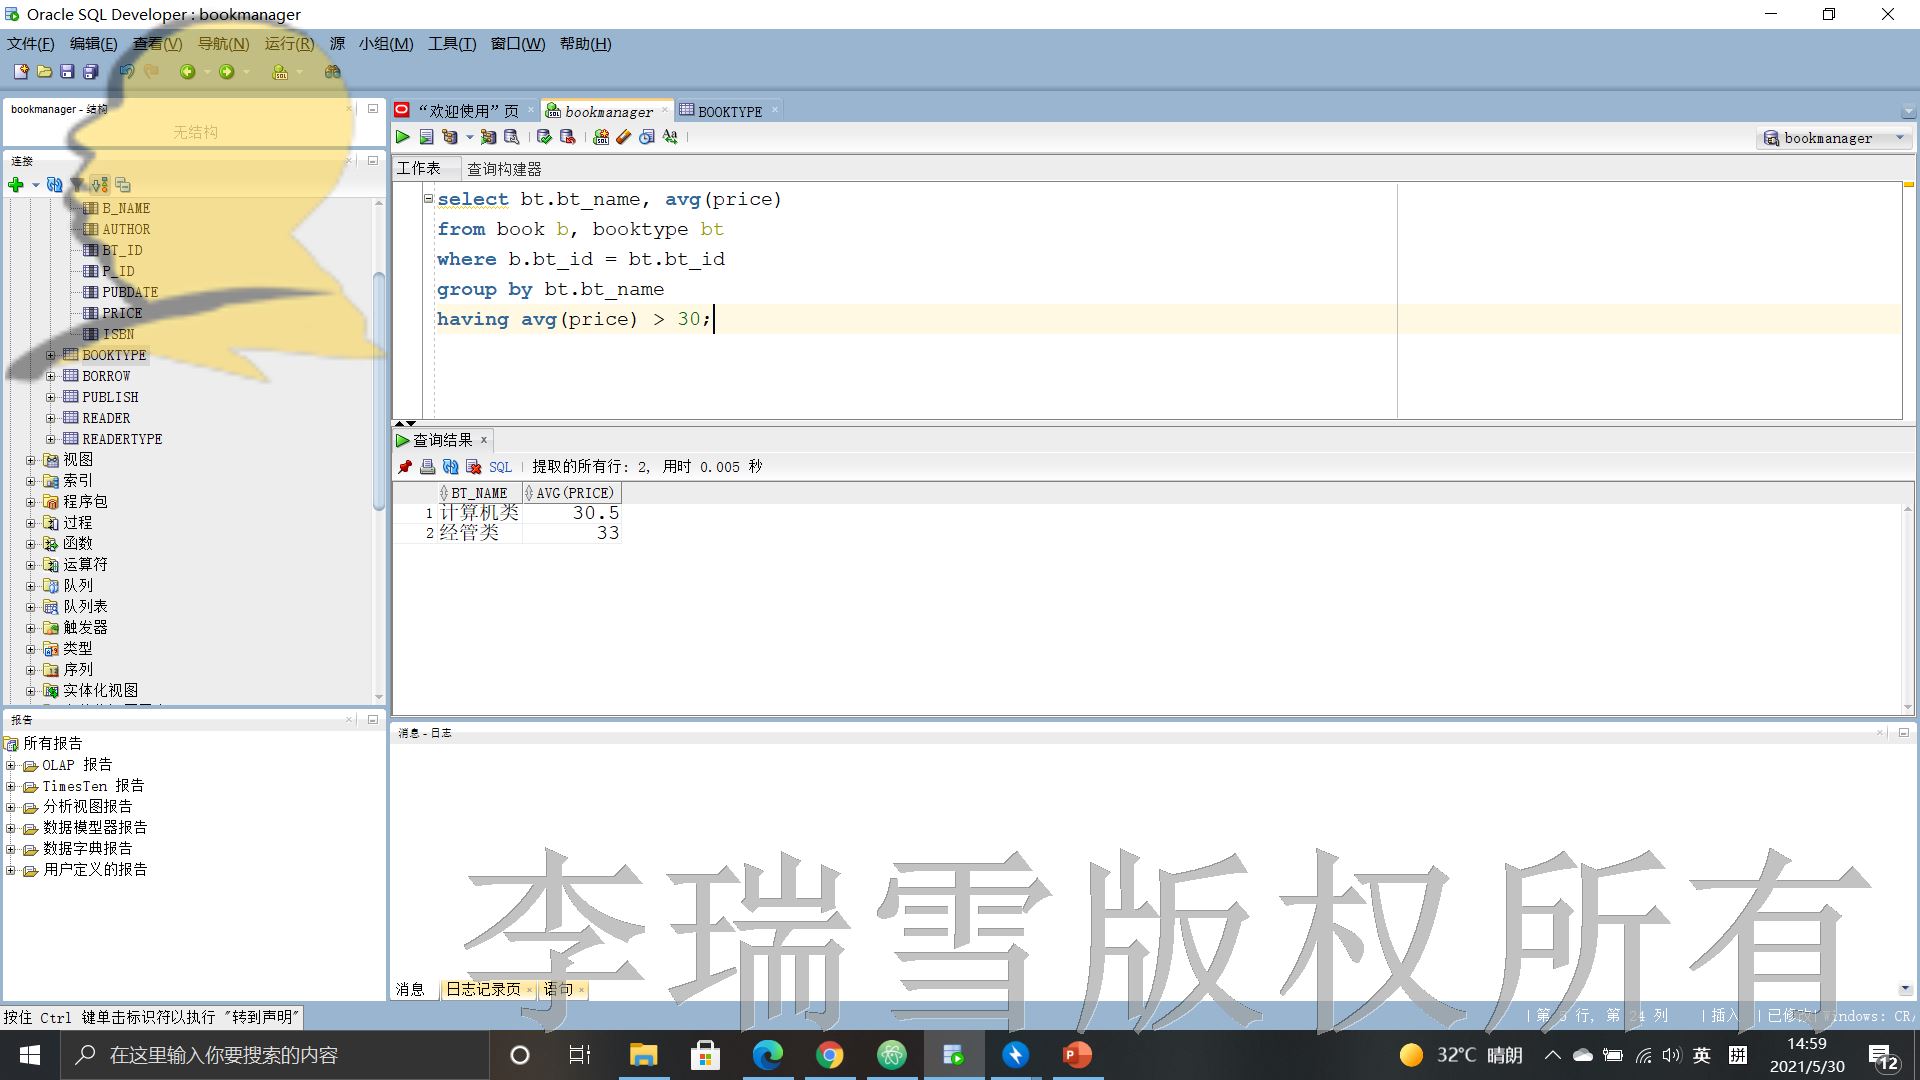 Oracle SQL Developer : bookmanager
文件(F) 编辑(E) 查看(V) 导航(N) 运行(R) 源 小组(M) 工具(T) 窗口(W) 帮助(H)
bookmanager - 结构
无结构
连接
B_NAME
AUTHOR
BT_ID
P_ID
PUBDATE
PRICE
ISBN
BOOKTYPE
BORROW
PUBLISH
READER
READERTYPE
视图
索引
程序包
过程
函数
运算符
队列
队列表
触发器
类型
序列
实体化视图
报告
所有报告
OLAP 报告
TimesTen 报告
分析视图报告
数据模型器报告
数据字典报告
用户定义的报告
“欢迎使用”页 bookmanager BOOKTYPE
bookmanager
工作表 查询构建器
select bt.bt_name, avg(price)
from book b, booktype bt
where b.bt_id = bt.bt_id
group by bt.bt_name
having avg(price) > 30;
查询结果
SQL 提取的所有行: 2, 用时 0.005 秒
BT_NAME AVG(PRICE)
1 计算机类 30.5
2 经管类 33
消息 - 日志
李瑞雪版权所有
消息 日志记录页 语句
按住 Ctrl 键单击标识符以执行 "转到声明"
第 5 行, 第 24 列 插入 已修改 Windows: CR/
在这里输入你要搜索的内容
32°C 晴朗 英 拼
14:59
2021/5/30
12